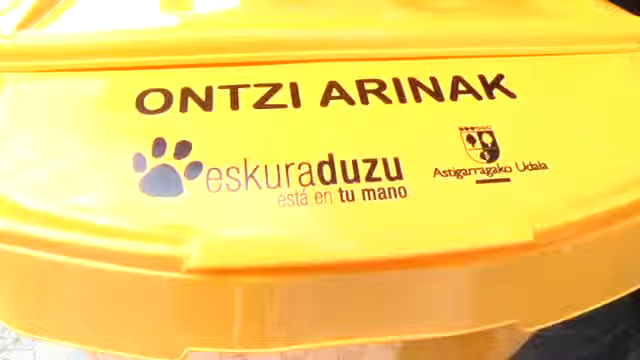 ONTZI ARINAK
eskuraduzu
está en tu mano
Astigarragako Udala